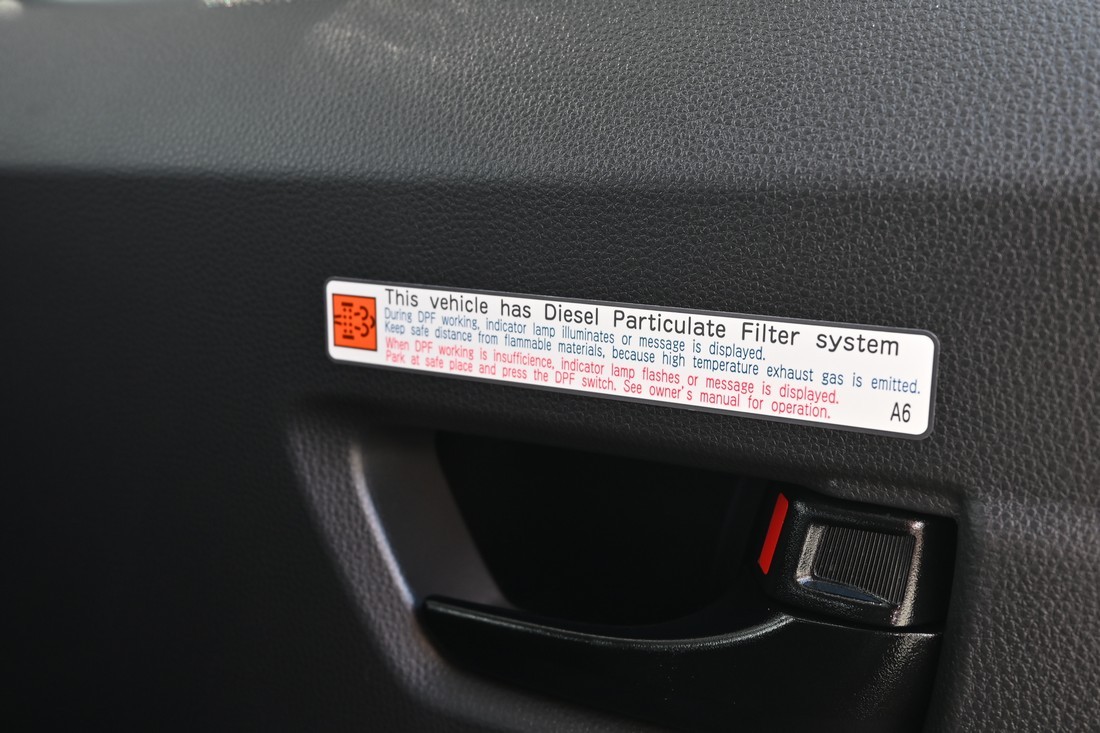 This vehicle has Diesel Particulate Filter system
During DPF working, indicator lamp illuminates or message is displayed.
Keep safe distance from flammable materials, because high temperature exhaust gas is emitted.
When DPF working is insufficience, indicator lamp flashes or message is displayed.
Park at safe place and press the DPF switch. See owner's manual for operation.
A6